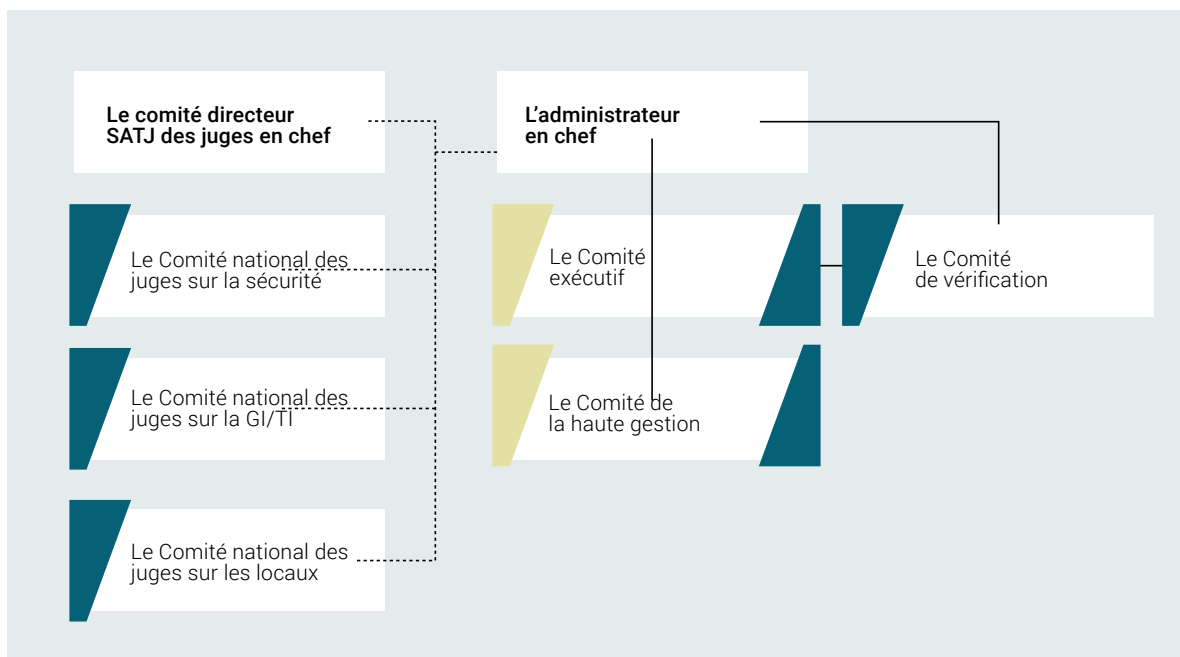 Le comité directeur
SATJ des juges en chef
L’administrateur
en chef
Le Comité national des
juges sur la sécurité
Le Comité
exécutif
Le Comité
de vérification
Le Comité national des
juges sur la GI/TI
Le Comité de
la haute gestion
Le Comité national des
juges sur les locaux